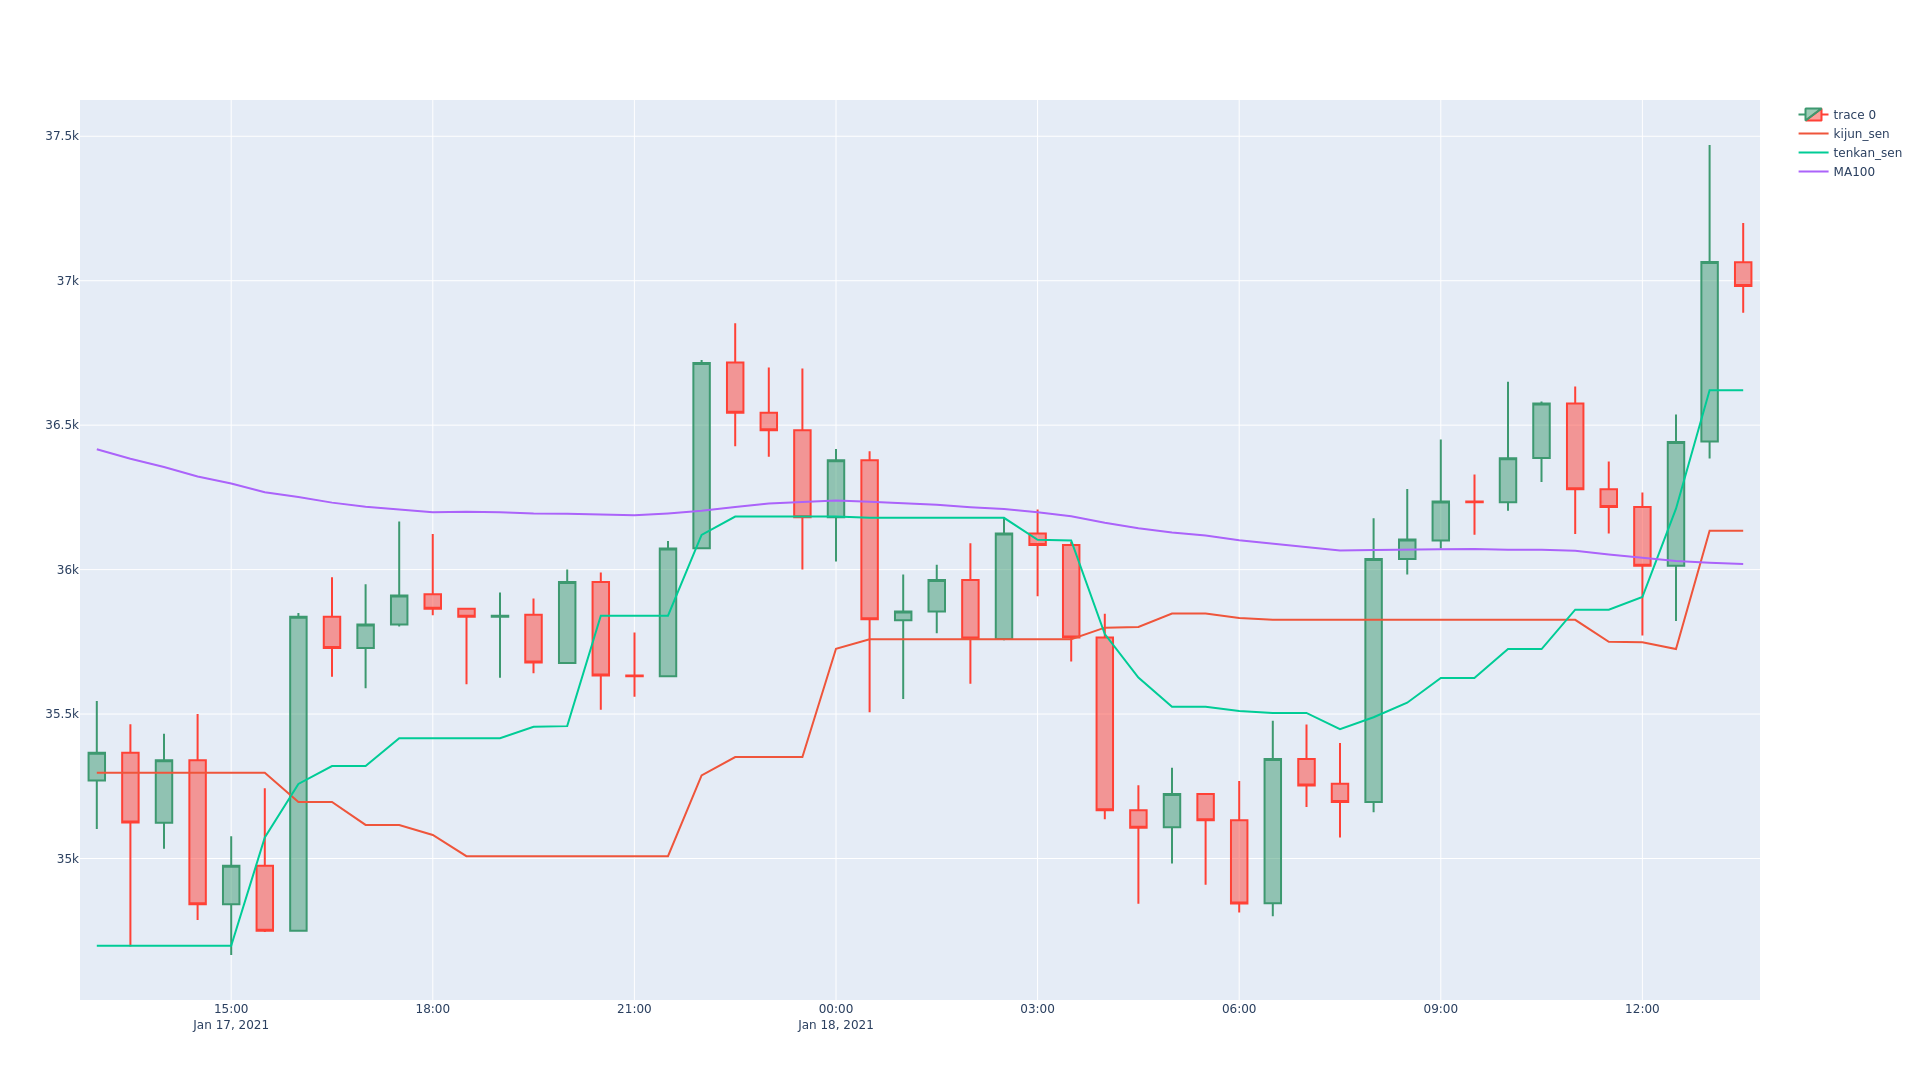 trace 0
kijun_sen
tenkan_sen
MA100
37.5k
37k
36.5k
36k
35.5k
35k
15:00 18:00 21:00 00:00 03:00 06:00 09:00 12:00
Jan 17, 2021 Jan 18, 2021